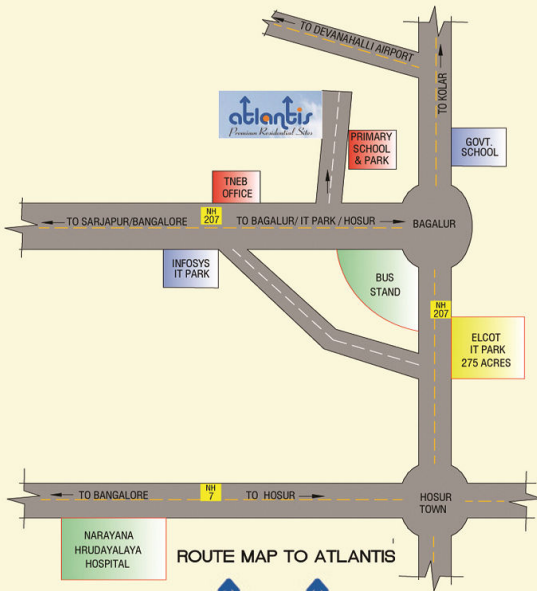 TO DEVANAHALLI AIRPORT
TO KOLAR
atlantis
Premium Residential Sites
PRIMARY
SCHOOL
& PARK
GOVT.
SCHOOL
TNEB
OFFICE
TO SARJAPUR/BANGALORE
NH
207
TO BAGALUR/ IT PARK / HOSUR
BAGALUR
INFOSYS
IT PARK
BUS
STAND
NH
207
ELCOT
IT PARK
275 ACRES
TO BANGALORE
NH
7
TO HOSUR
HOSUR
TOWN
NARAYANA
HRUDAYALAYA
HOSPITAL
ROUTE MAP TO ATLANTIS